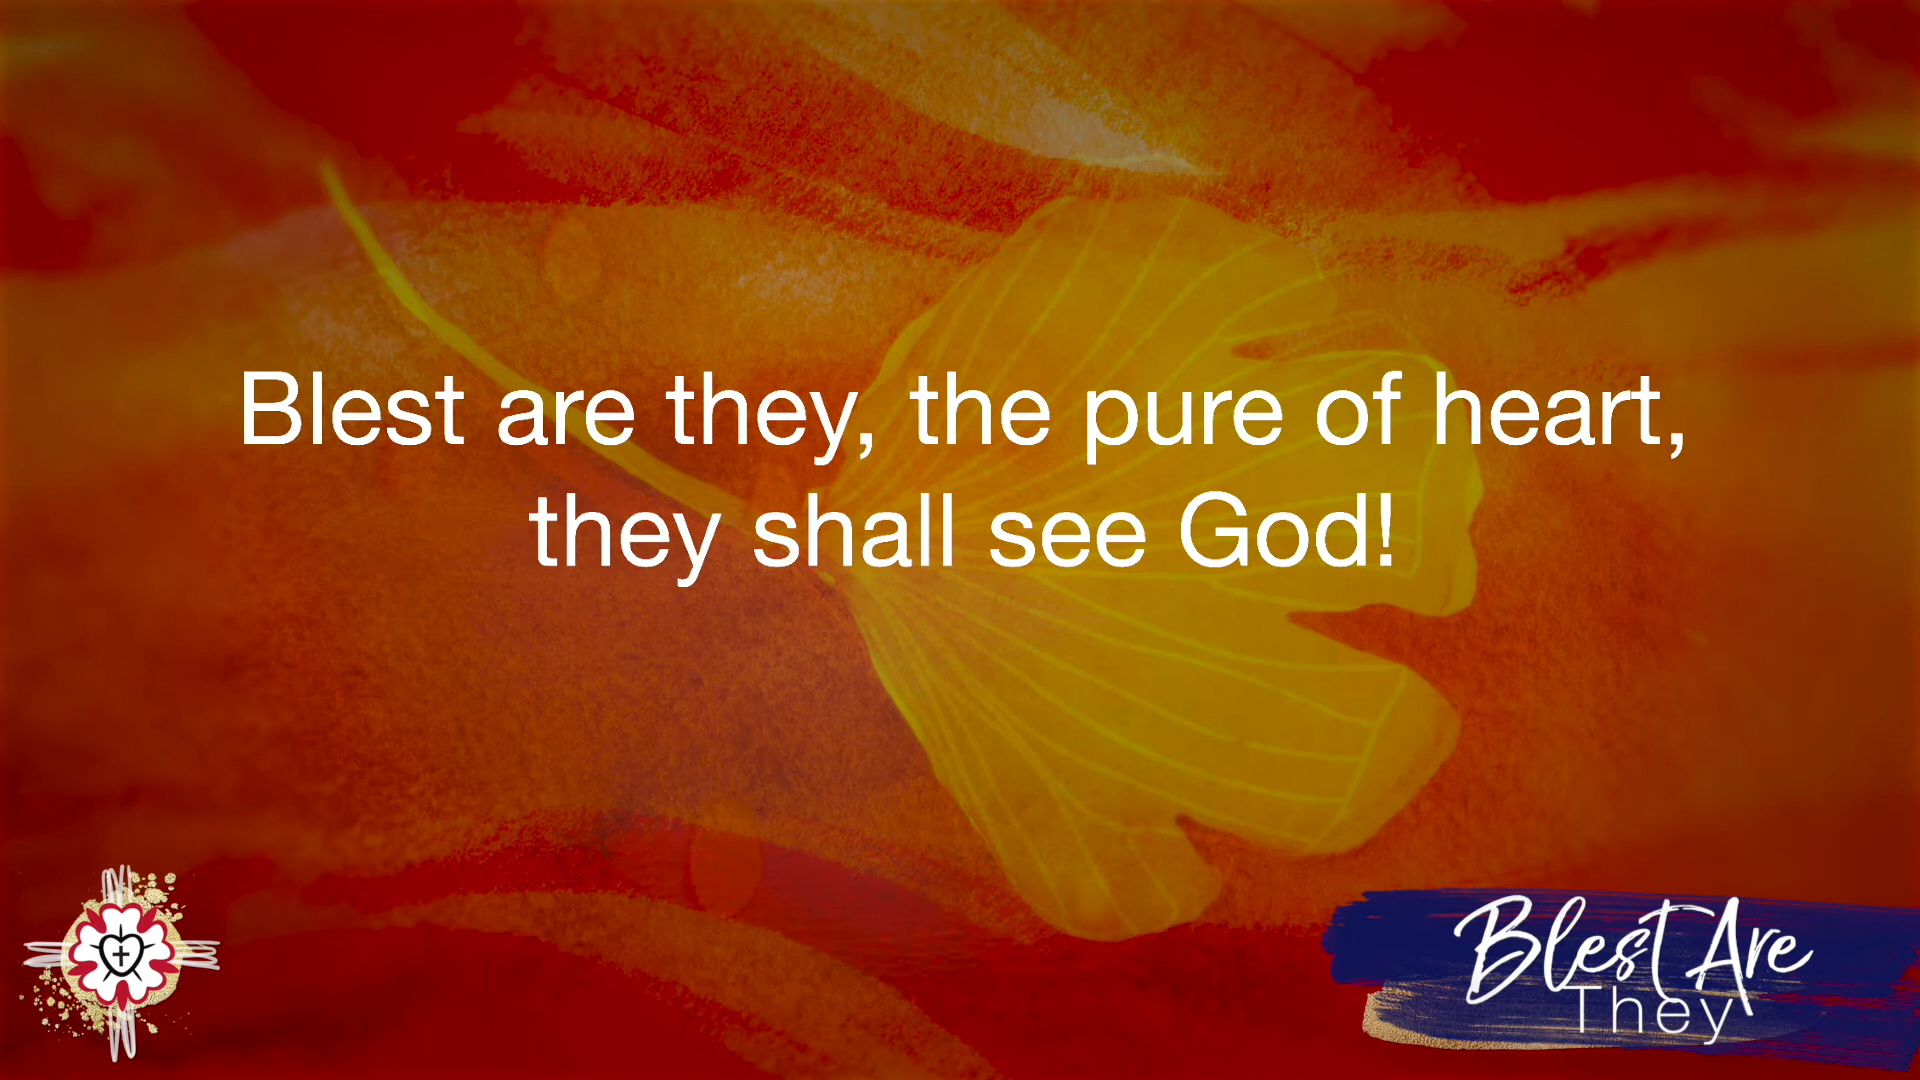 Blest are they, the pure of heart,
they shall see God!
Blest Are
They